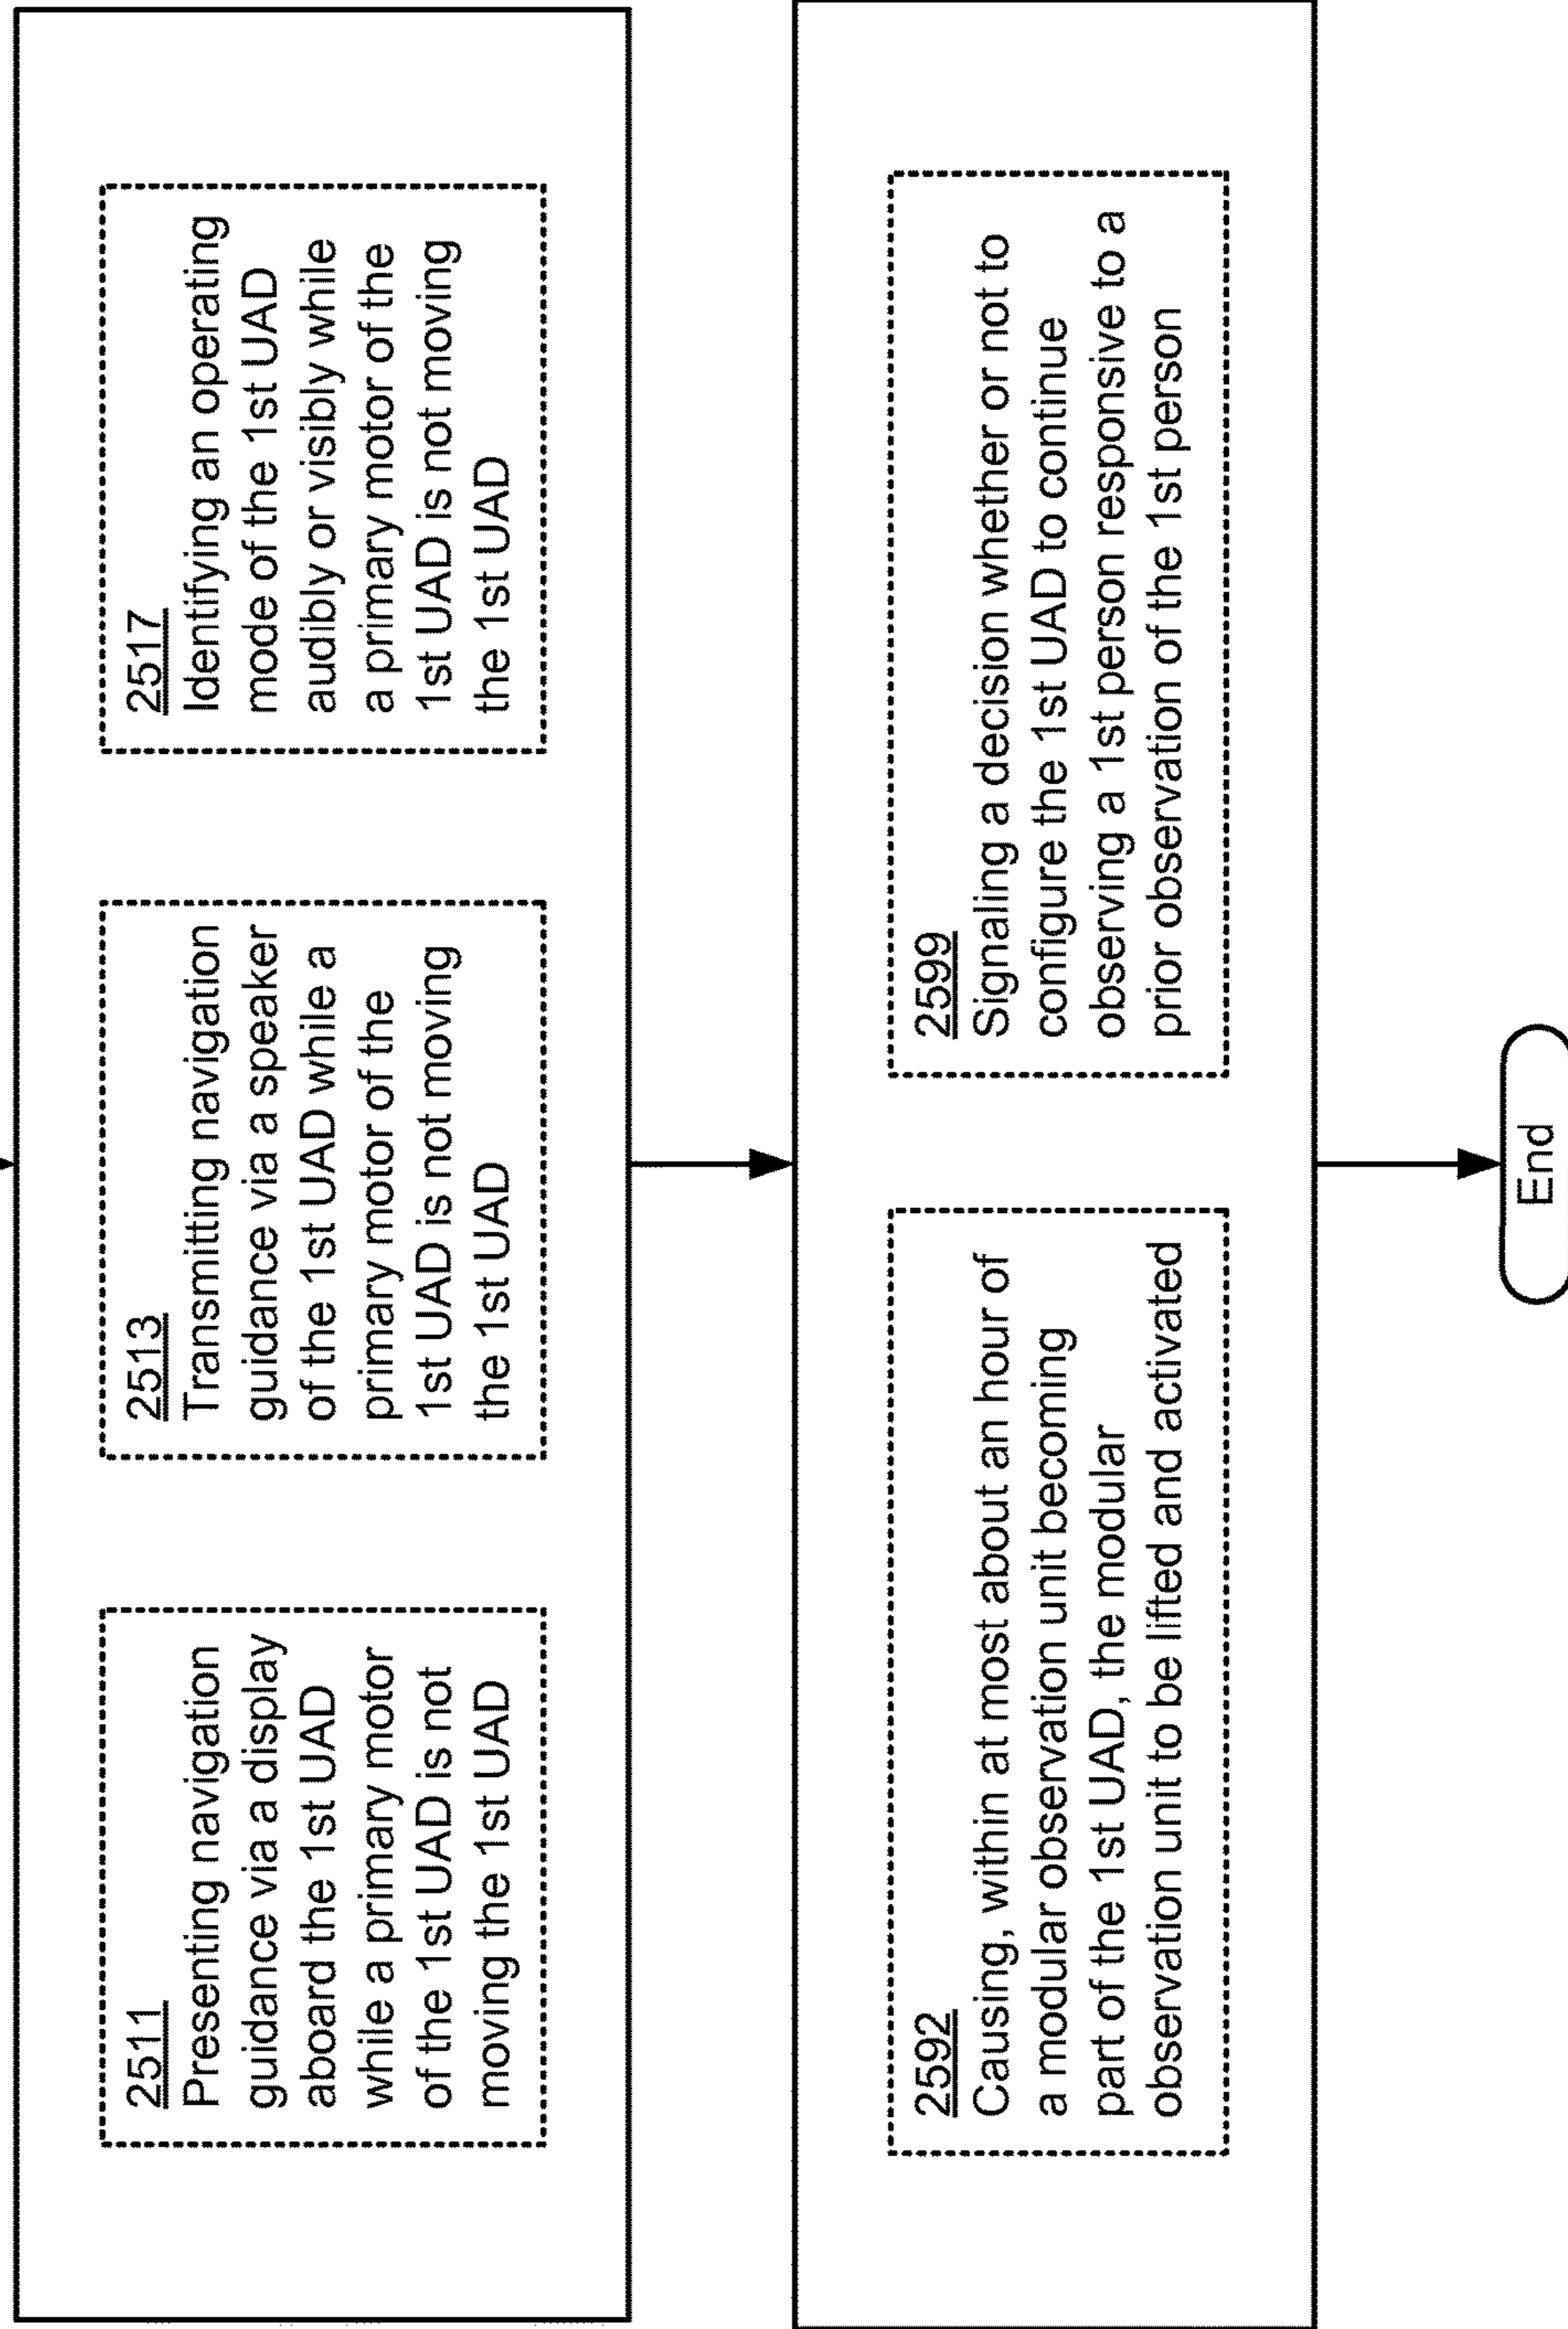 2511
Presenting navigation
guidance via a display
aboard the 1st UAD
while a primary motor
of the 1st UAD is not
moving the 1st UAD
2513
Transmitting navigation
guidance via a speaker
of the 1st UAD while a
primary motor of the
1st UAD is not moving
the 1st UAD
2517
Identifying an operating
mode of the 1st UAD
audibly or visibly while
a primary motor of the
1st UAD is not moving
the 1st UAD
2592
Causing, within at most about an hour of
a modular observation unit becoming
part of the 1st UAD, the modular
observation unit to be lifted and activated
2599
Signaling a decision whether or not to
configure the 1st UAD to continue
observing a 1st person responsive to a
prior observation of the 1st person
End